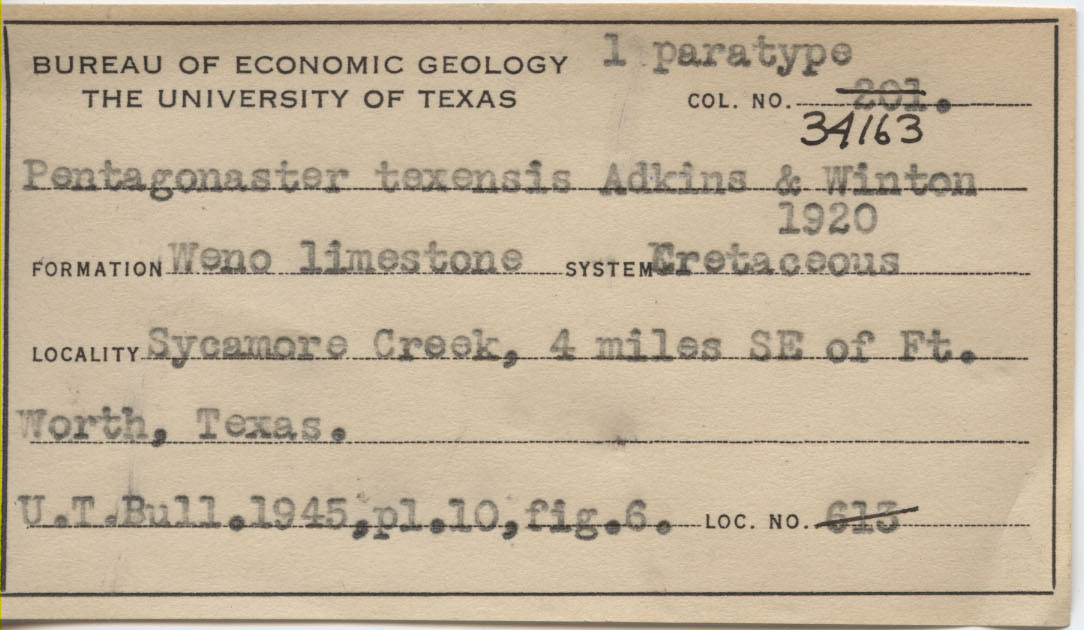 1 paratype
BUREAU OF ECONOMIC GEOLOGY
THE UNIVERSITY OF TEXAS
COL. NO. 201.
34163
Pentagonaster texensis Adkins & Winton
1920
FORMATION Weno limestone SYSTEM Cretaceous
LOCALITY Sycamore Creek, 4 miles SE of Ft.
Worth, Texas.
U.T.Bull.1945,pl.10,fig.6. LOC. NO. 613